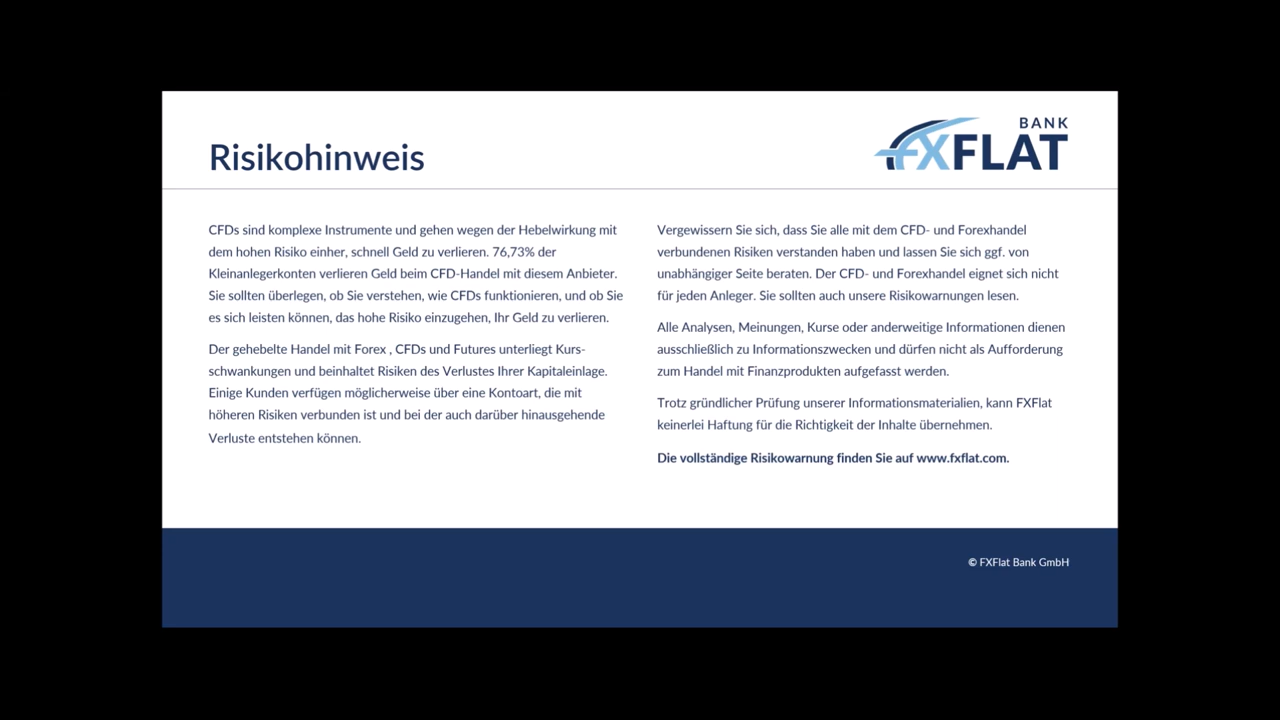 Risikohinweis
BANK
FXFLAT
CFDs sind komplexe Instrumente und gehen wegen der Hebelwirkung mit
dem hohen Risiko einher, schnell Geld zu verlieren. 76,73% der
Kleinanlegerkonten verlieren Geld beim CFD-Handel mit diesem Anbieter.
Sie sollten überlegen, ob Sie verstehen, wie CFDs funktionieren, und ob Sie
es sich leisten können, das hohe Risiko einzugehen, Ihr Geld zu verlieren.
Der gehebelte Handel mit Forex , CFDs und Futures unterliegt Kurs-
schwankungen und beinhaltet Risiken des Verlustes Ihrer Kapitaleinlage.
Einige Kunden verfügen möglicherweise über eine Kontoart, die mit
höheren Risiken verbunden ist und bei der auch darüber hinausgehende
Verluste entstehen können.
Vergewissern Sie sich, dass Sie alle mit dem CFD- und Forexhandel
verbundenen Risiken verstanden haben und lassen Sie sich ggf. von
unabhängiger Seite beraten. Der CFD- und Forexhandel eignet sich nicht
für jeden Anleger. Sie sollten auch unsere Risikowarnungen lesen.
Alle Analysen, Meinungen, Kurse oder anderweitige Informationen dienen
ausschließlich zu Informationszwecken und dürfen nicht als Aufforderung
zum Handel mit Finanzprodukten aufgefasst werden.
Trotz gründlicher Prüfung unserer Informationsmaterialien, kann FXFlat
keinerlei Haftung für die Richtigkeit der Inhalte übernehmen.
Die vollständige Risikowarnung finden Sie auf www.fxflat.com.
© FXFlat Bank GmbH